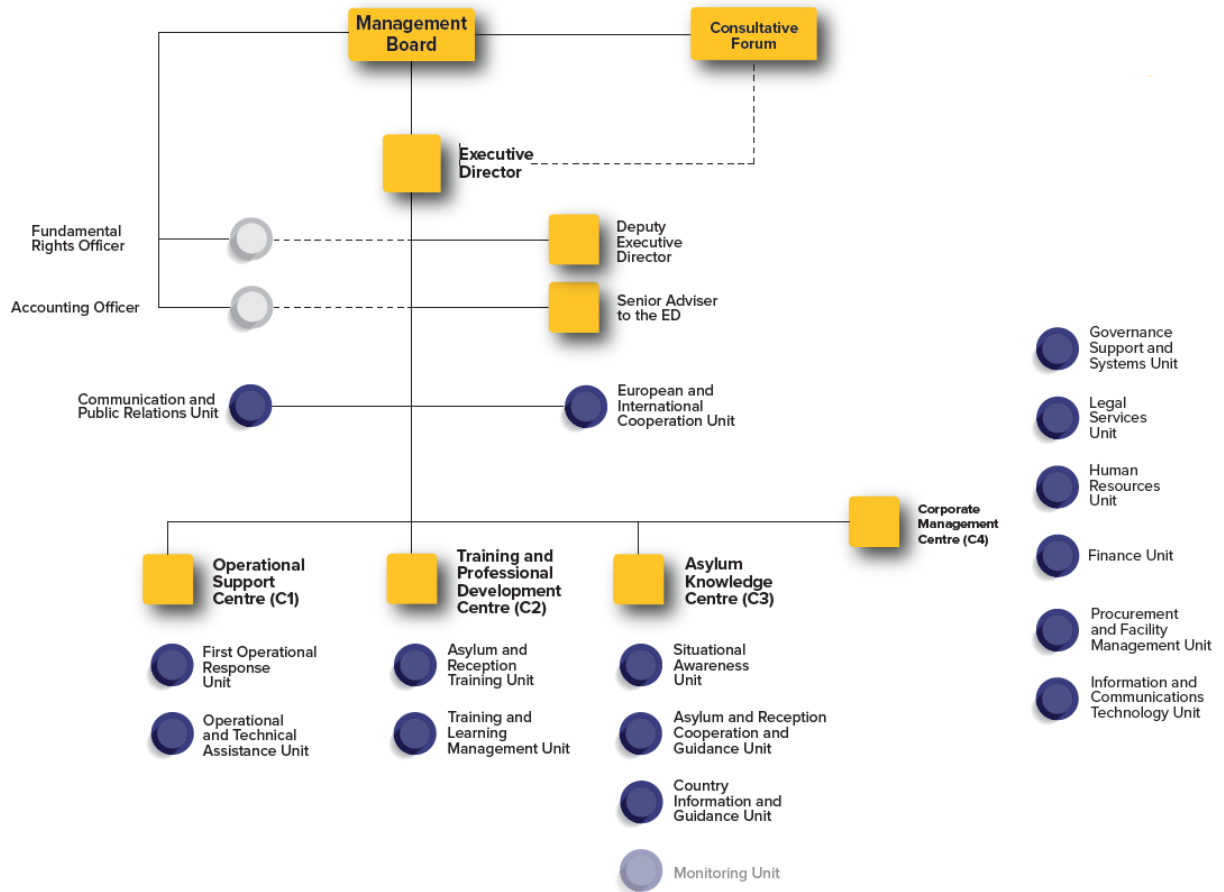 Management
Board
Consultative
Forum
Executive
Director
Fundamental
Rights Officer
Deputy
Executive
Director
Accounting Officer
Senior Adviser
to the ED
Communication and
Public Relations Unit
European and
International
Cooperation Unit
Operational
Support
Centre (C1)
First Operational
Response
Unit
Operational
and Technical
Assistance Unit
Training and
Professional
Development
Centre (C2)
Asylum and
Reception
Training Unit
Training and
Learning
Management Unit
Asylum
Knowledge
Centre (C3)
Situational
Awareness
Unit
Asylum and Reception
Cooperation and
Guidance Unit
Country
Information and
Guidance Unit
Monitoring Unit
Corporate
Management
Centre (C4)
Governance
Support and
Systems Unit
Legal
Services
Unit
Human
Resources
Unit
Finance Unit
Procurement
and Facility
Management Unit
Information and
Communications
Technology Unit